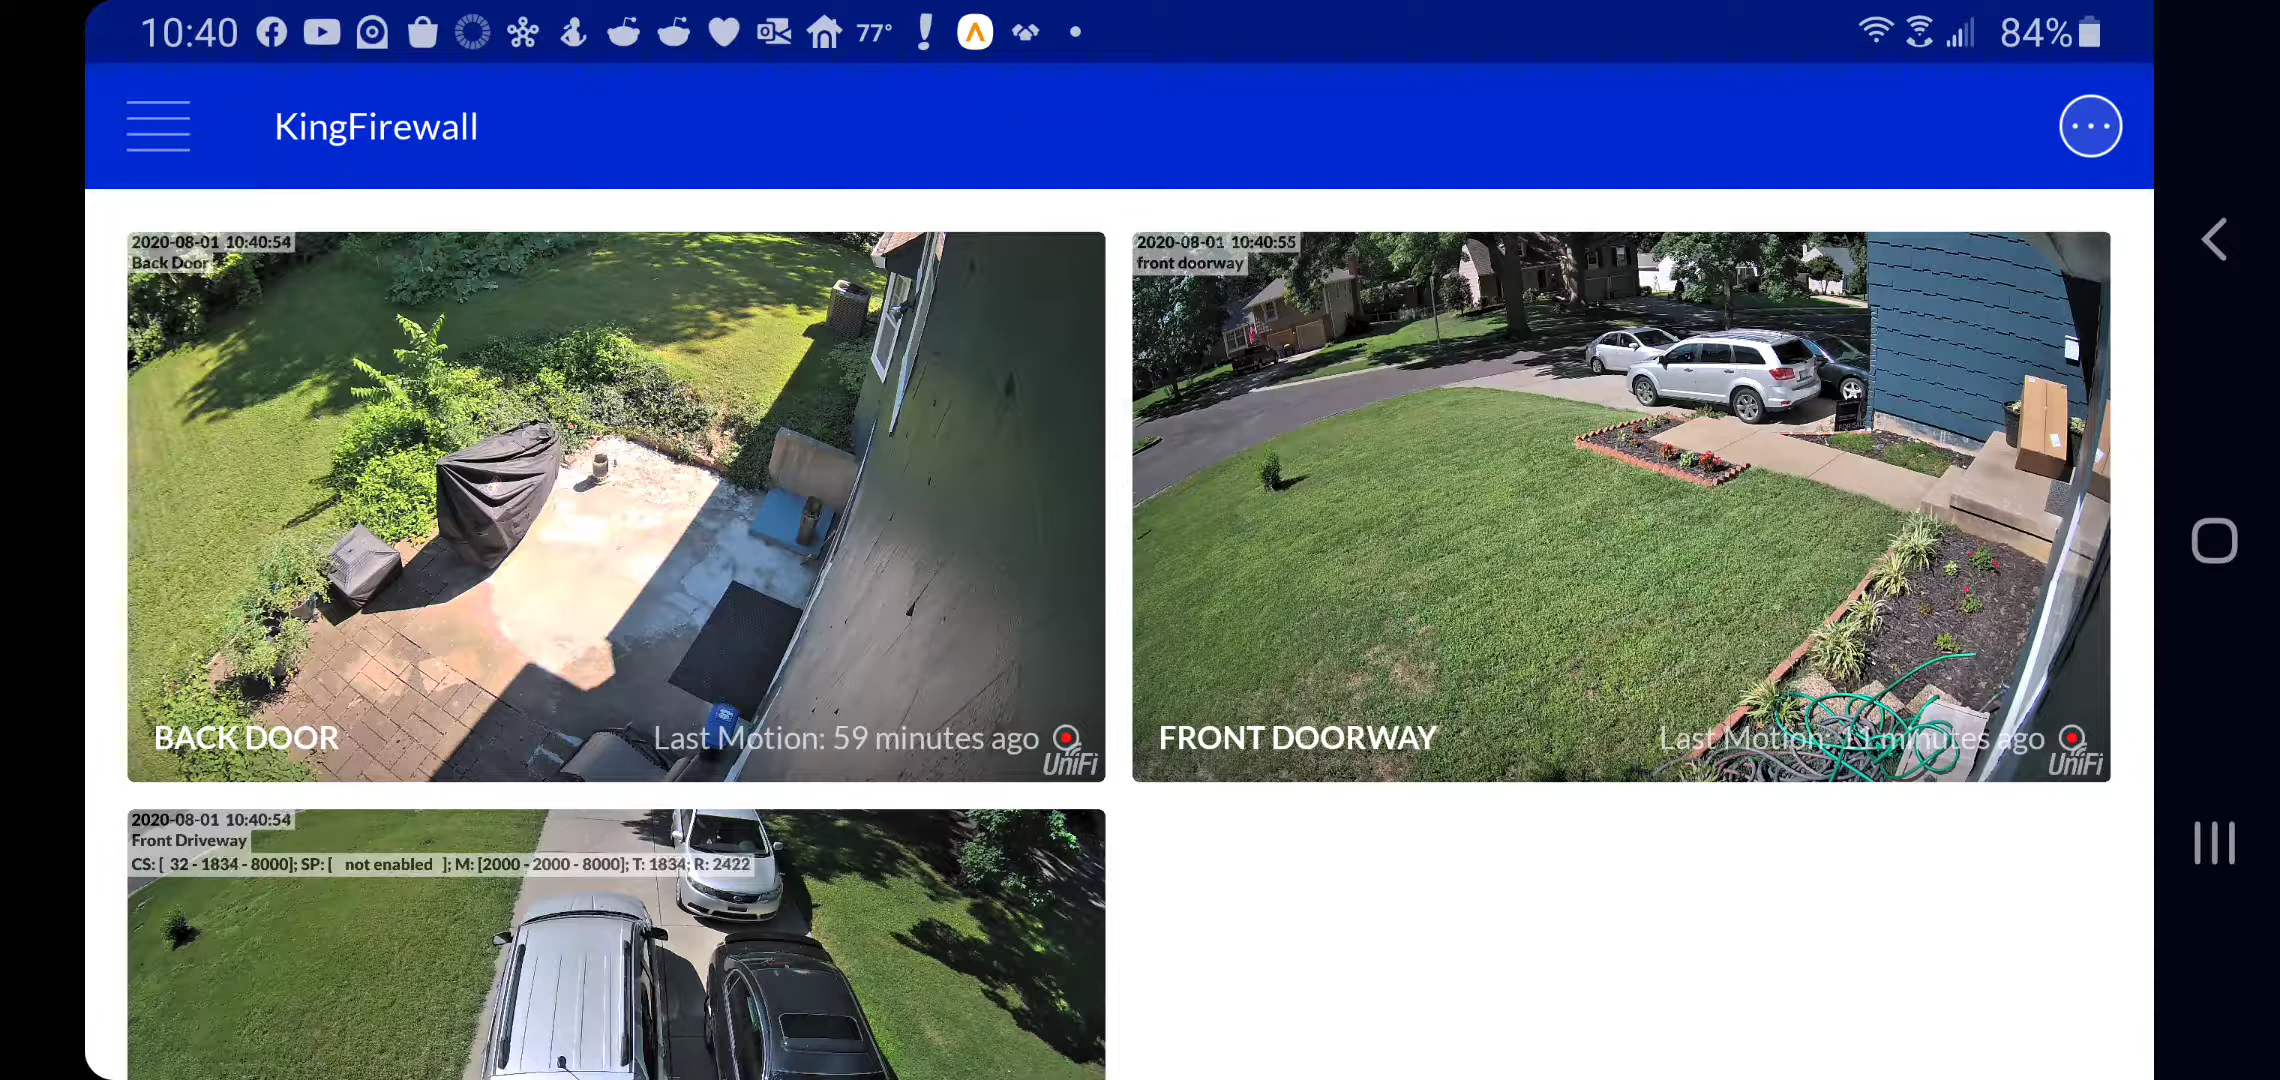 10:40
77°
84%
KingFirewall
2020-08-01 10:40:54
Back Door
BACK DOOR
Last Motion: 59 minutes ago
UniFi
2020-08-01 10:40:55
front doorway
FRONT DOORWAY
Last Motion: 11 minutes ago
UniFi
2020-08-01 10:40:54
Front Driveway
CS: [ 32 - 1834 - 8000]; SP: [ not enabled ]; M: [2000 - 2000 - 8000]; T: 1834; R: 2422